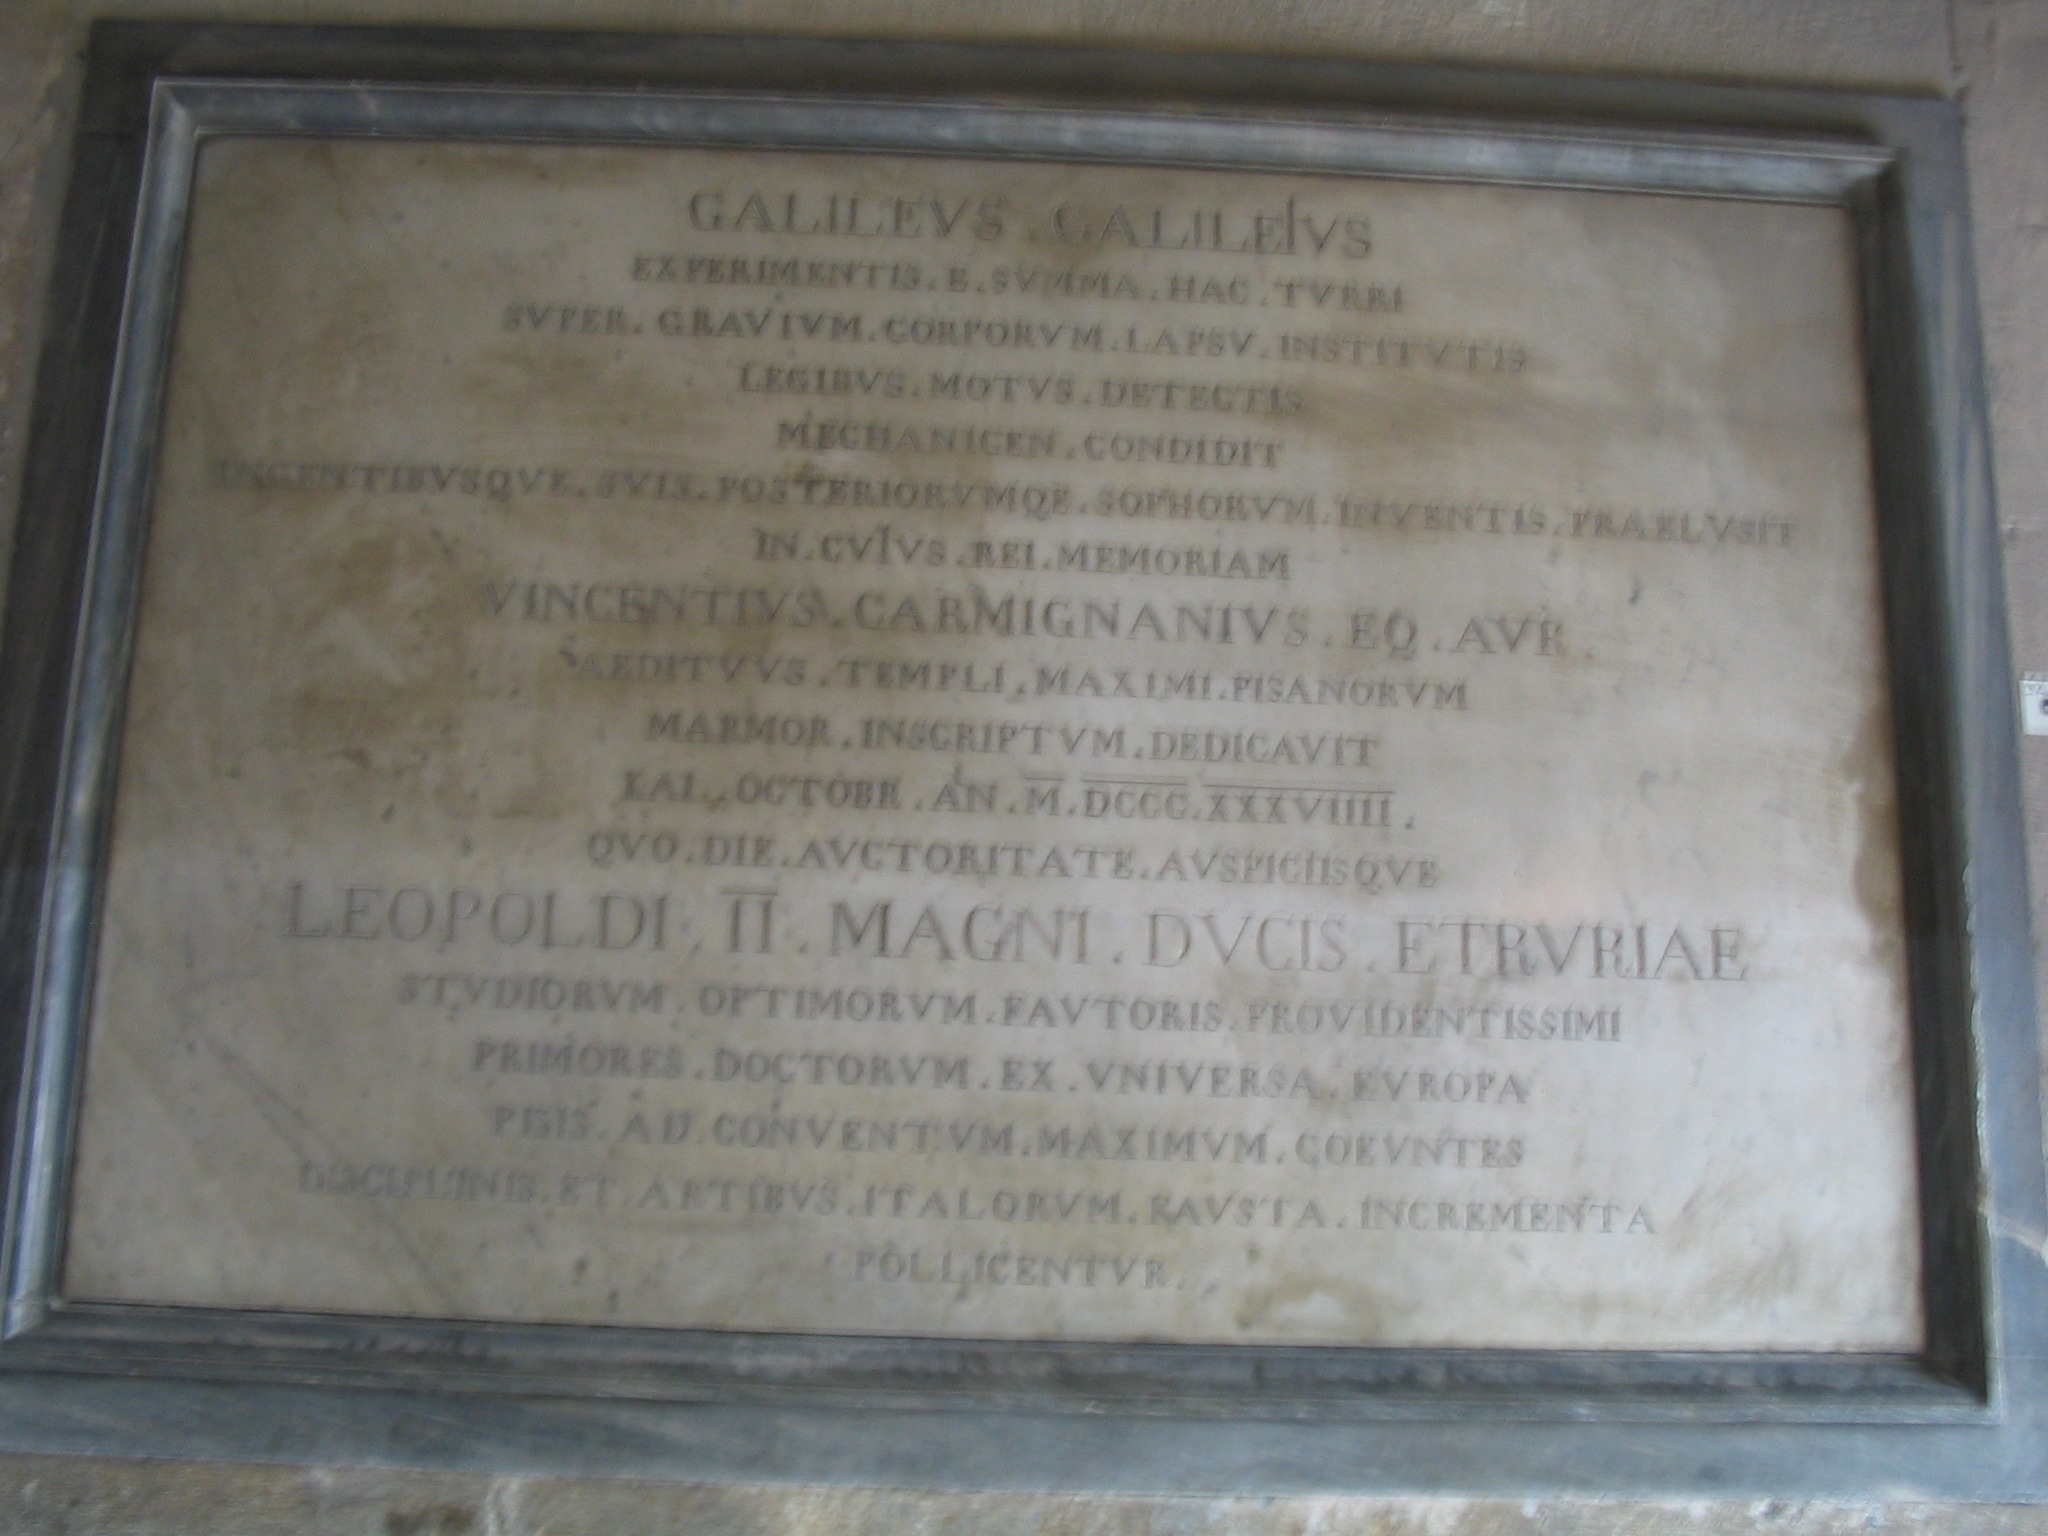 GALILEVS . GALILEIVS
EXPERIMENTIS . E . SVMMA . HAC . TVRRI
SVPER . GRAVIVM . CORPORVM . LAPSV . INSTITVTIS
LEGIBVS . MOTVS . DETECTIS
MECHANICEN . CONDIDIT
INGENTIBVSQVE . SVIS . POSTERIORVMQE . SOPHORVM . INVENTIS . PRAELVSIT
IN . CVIVS . REI . MEMORIAM
VINCENTIVS . CARMIGNANIVS . EQ . AVR .
AEDITVVS . TEMPLI . MAXIMI . PISANORVM
MARMOR . INSCRIPTVM . DEDICAVIT
KAL . OCTOBR . AN . M . DCCC . XXXVIIII .
QVO . DIE . AVCTORITATE . AVSPICIISQVE
LEOPOLDI . II . MAGNI . DVCIS . ETRVRIAE
STVDIORVM . OPTIMORVM . FAVTORIS . PROVIDENTISSIMI
PRIMORES . DOCTORVM . EX . VNIVERSA . EVROPA
PISIS . AD . CONVENTVM . MAXIMVM . COEVNTES
DISCIPLINIS . ET . ARTIBVS . ITALORVM . FAVSTA . INCREMENTA
POLLICENTVR .